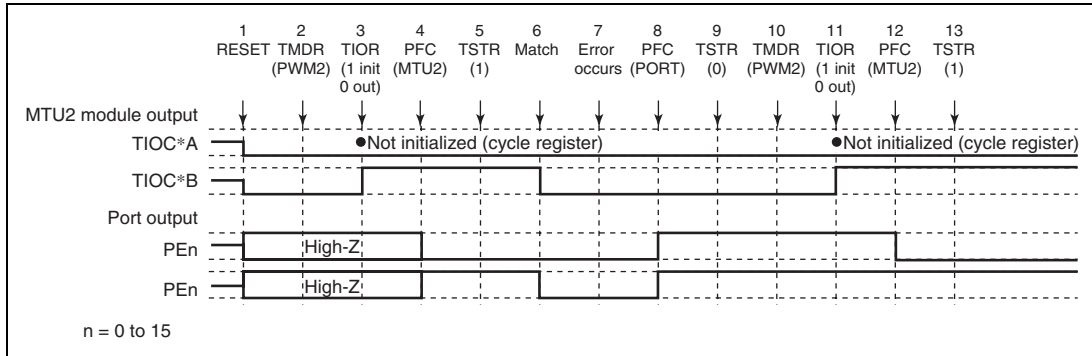 1 2 3 4 5 6 7 8 9 10 11 12 13
RESET TMDR TIOR PFC TSTR Match Error PFC TSTR TMDR TIOR PFC TSTR
(PWM2) (1 init (MTU2) (1) occurs (PORT) (0) (PWM2) (1 init (MTU2) (1)
0 out) 0 out)
MTU2 module output
TIOC*A ●Not initialized (cycle register) ●Not initialized (cycle register)
TIOC*B
Port output
PEn High-Z
PEn High-Z
n = 0 to 15